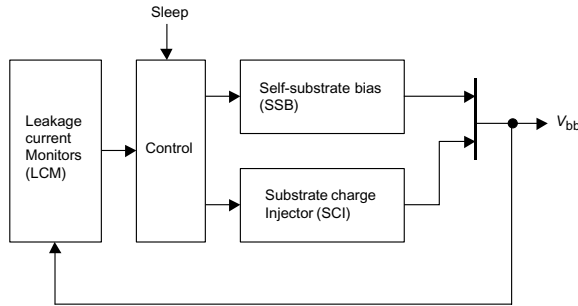 Sleep
Leakage
current
Monitors
(LCM)
Control
Self-substrate bias
(SSB)
Substrate charge
Injector (SCI)
Vbb